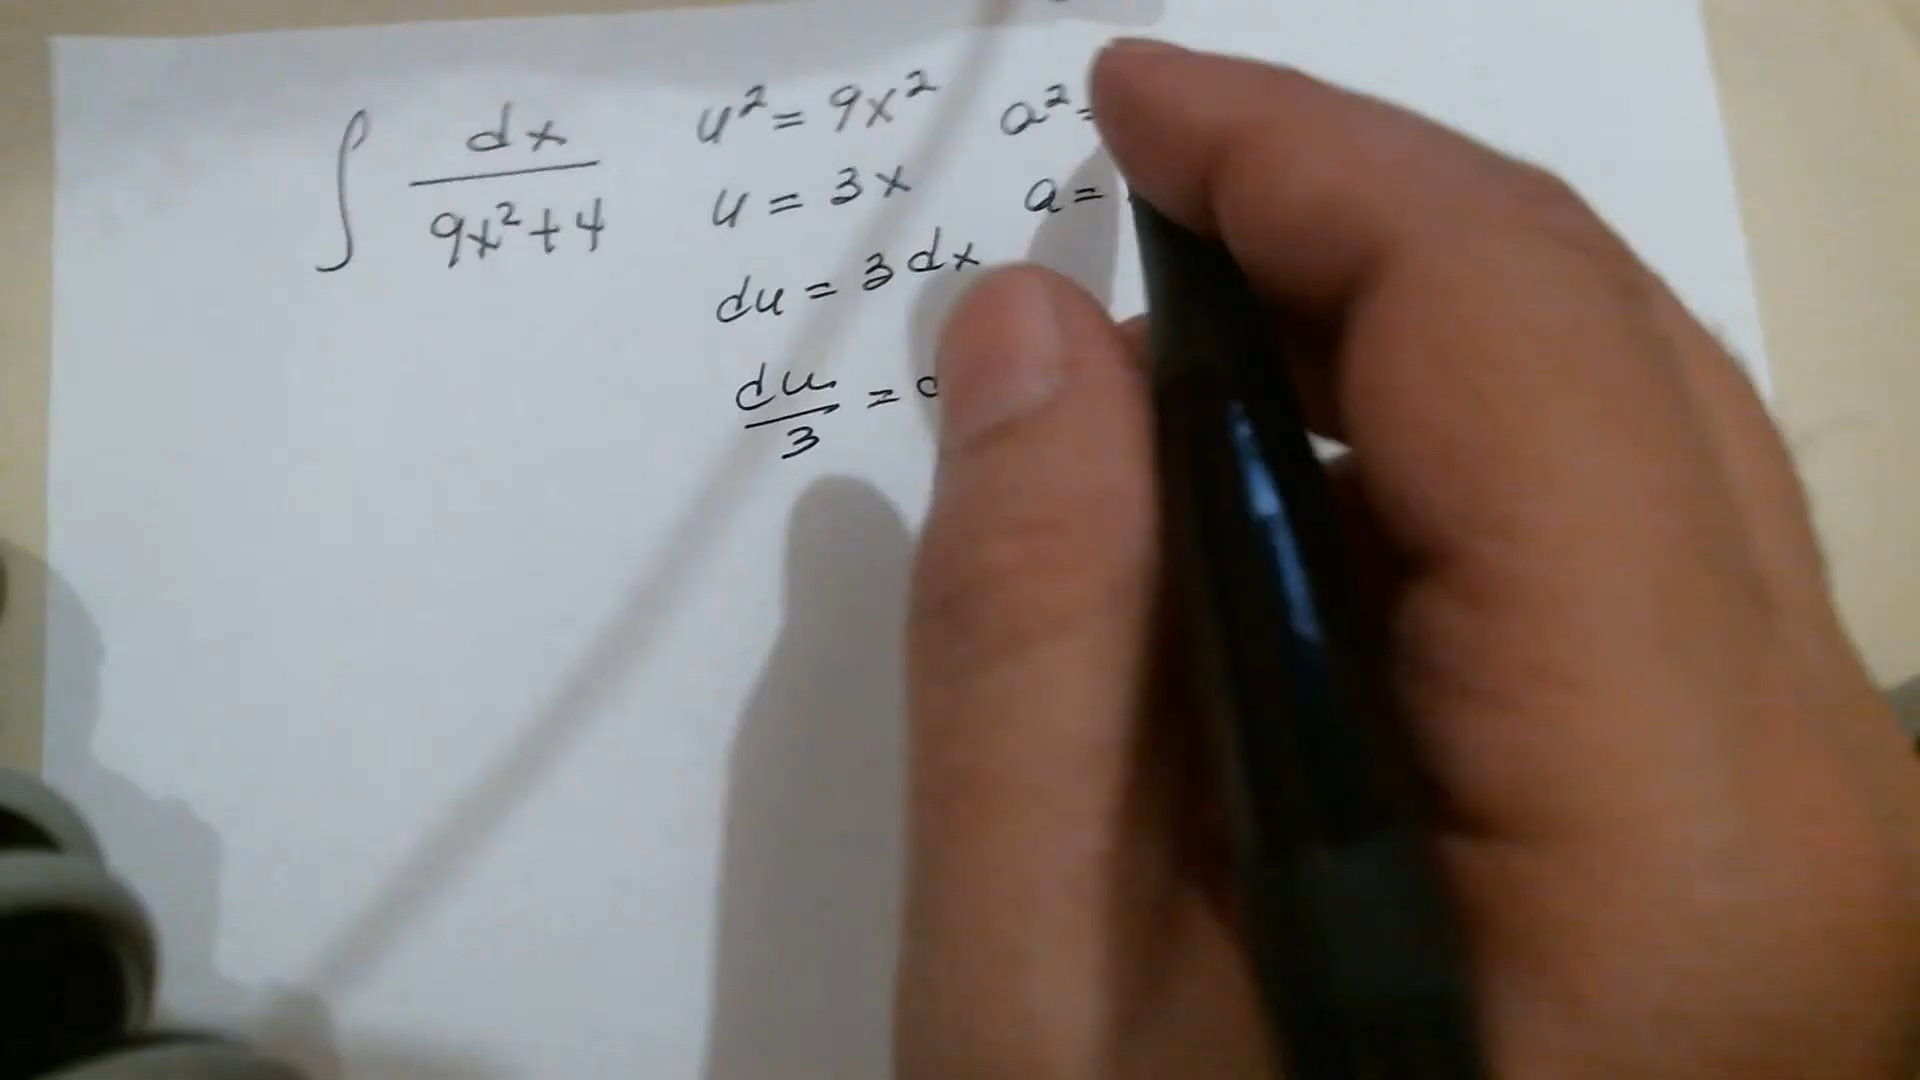 ∫ dx / 9x²+4
u² = 9x²
u = 3x
du = 3dx
du/3 =
a² =
a =